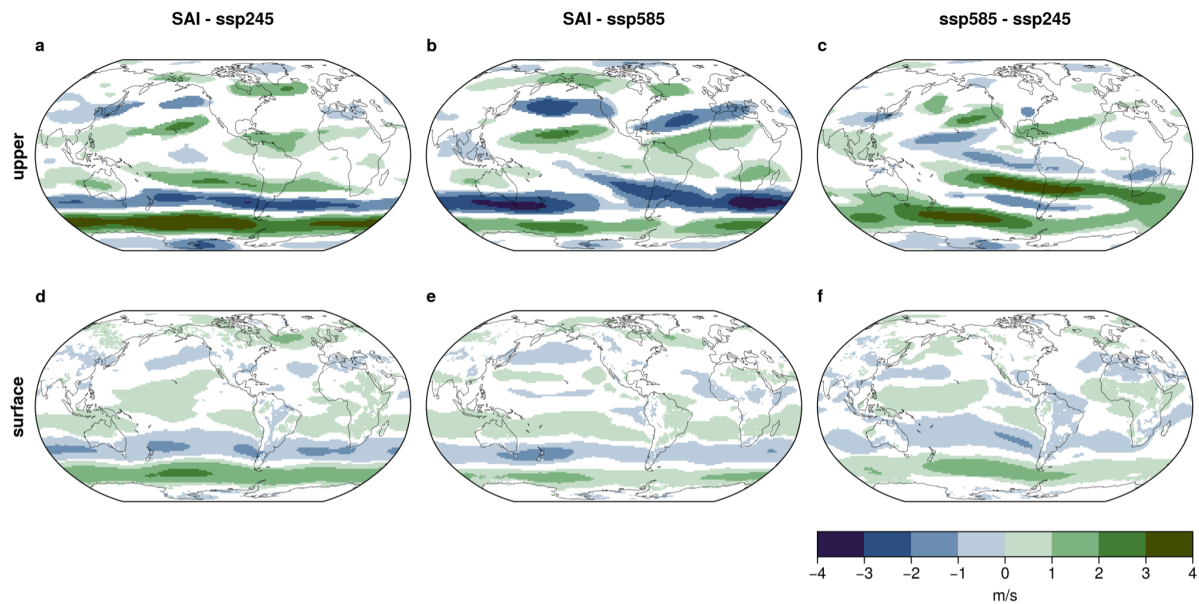 SAI - ssp245
SAI - ssp585
ssp585 - ssp245
a
b
c
upper
d
e
f
surface
−4 −3 −2 −1 0 1 2 3 4
m/s